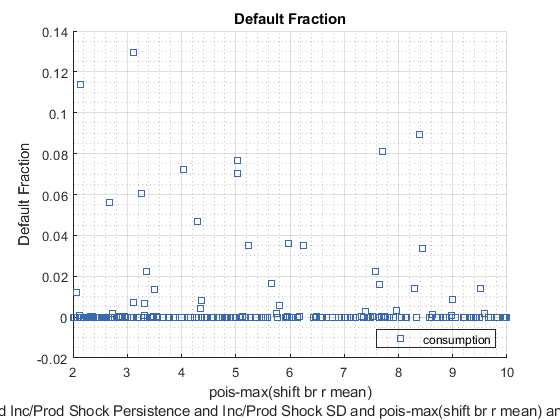 Default Fraction
0.14
0.12
0.1
0.08
0.06
0.04
0.02
0
-0.02
Default Fraction
consumption
2 3 4 5 6 7 8 9 10
pois-max(shift br r mean)
d Inc/Prod Shock Persistence and Inc/Prod Shock SD and pois-max(shift br r mean) an